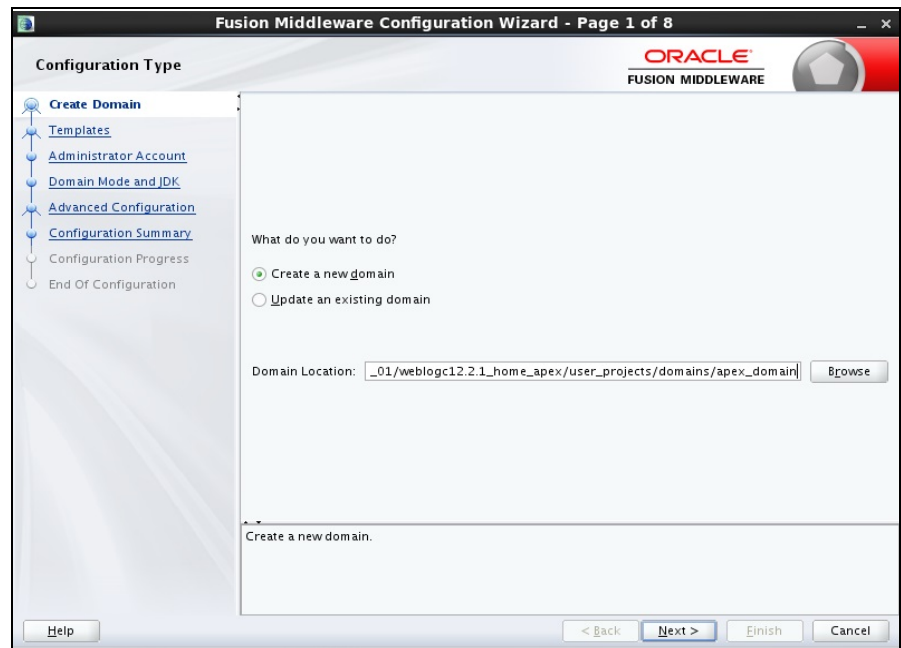 Fusion Middleware Configuration Wizard - Page 1 of 8
Configuration Type
ORACLE
FUSION MIDDLEWARE
Create Domain
Templates
Administrator Account
Domain Mode and JDK
Advanced Configuration
Configuration Summary
Configuration Progress
End Of Configuration
What do you want to do?
Create a new domain
Update an existing domain
Domain Location: _01/weblogc12.2.1_home_apex/user_projects/domains/apex_domain Browse
Create a new domain.
Help < Back Next > Finish Cancel